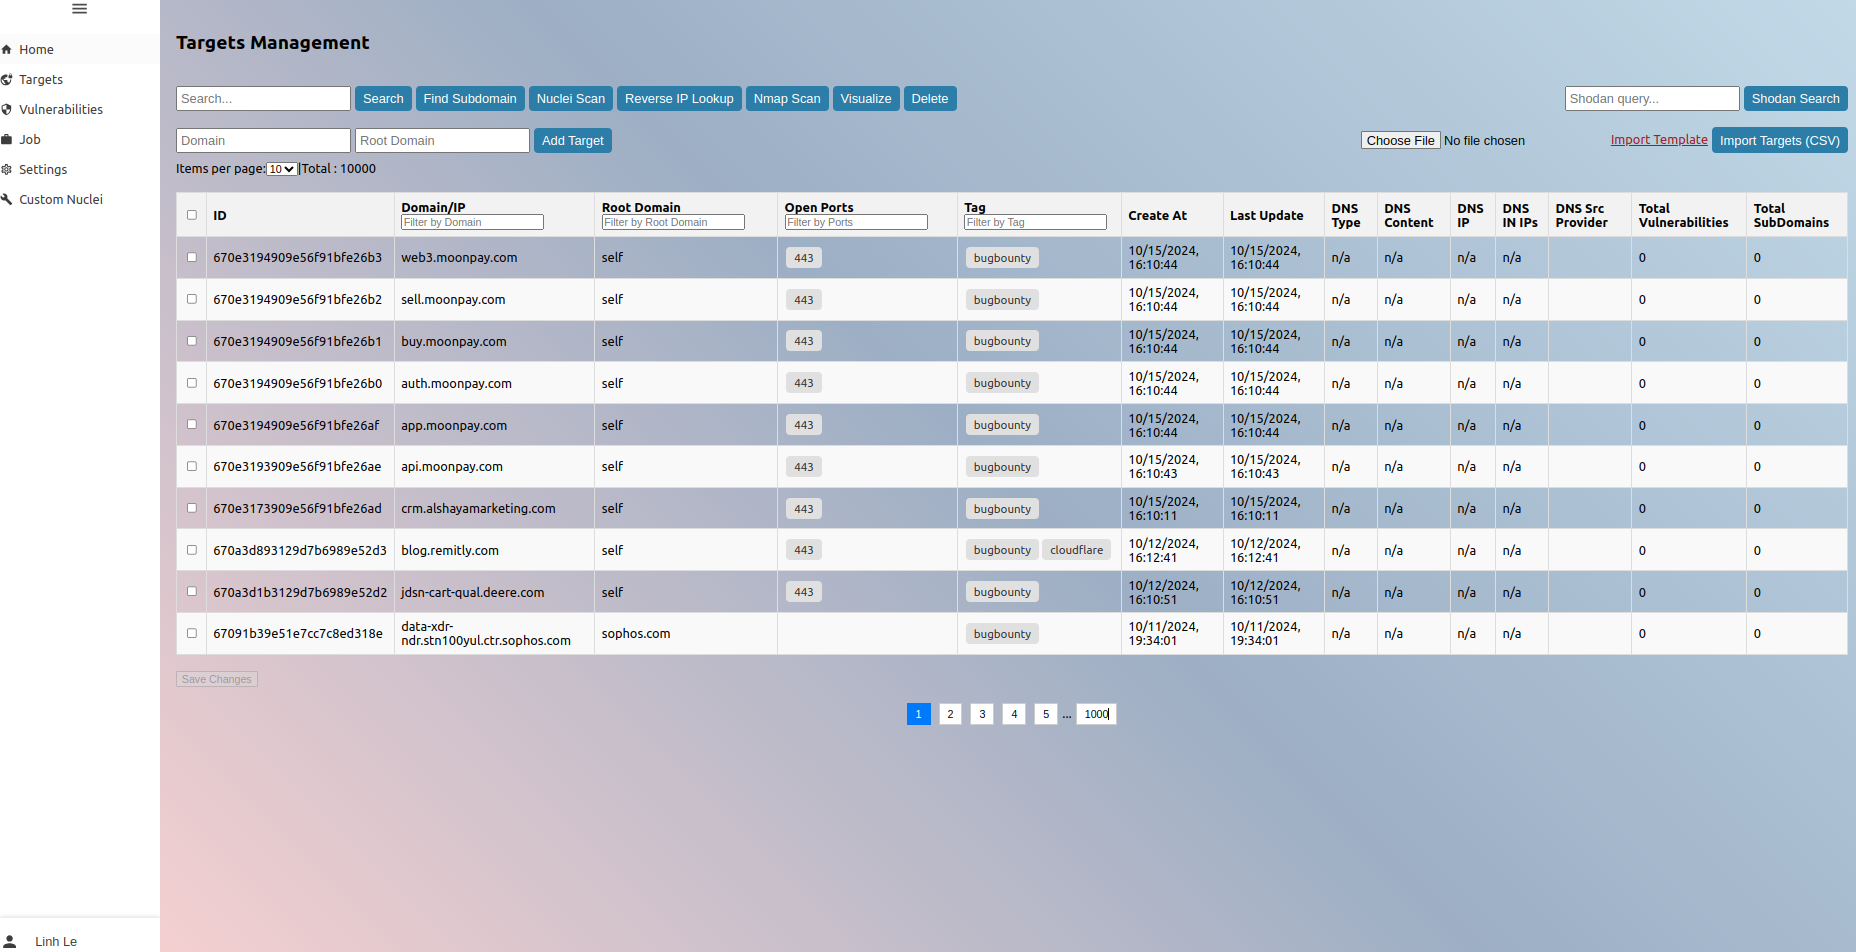 Home
Targets
Vulnerabilities
Job
Settings
Custom Nuclei
Linh Le
Targets Management
Search... Search Find Subdomain Nuclei Scan Reverse IP Lookup Nmap Scan Visualize Delete Shodan query... Shodan Search
Domain Root Domain Add Target Choose File No file chosen Import Template Import Targets (CSV)
Items per page: 10 |Total : 10000
ID Domain/IP Root Domain Open Ports Tag Create At Last Update DNS Type DNS Content DNS IP DNS IN IPs DNS Src Provider Total Vulnerabilities Total SubDomains
Filter by Domain Filter by Root Domain Filter by Ports Filter by Tag
670e3194909e56f91bfe26b3 web3.moonpay.com self 443 bugbounty 10/15/2024, 16:10:44 10/15/2024, 16:10:44 n/a n/a n/a n/a 0 0
670e3194909e56f91bfe26b2 sell.moonpay.com self 443 bugbounty 10/15/2024, 16:10:44 10/15/2024, 16:10:44 n/a n/a n/a n/a 0 0
670e3194909e56f91bfe26b1 buy.moonpay.com self 443 bugbounty 10/15/2024, 16:10:44 10/15/2024, 16:10:44 n/a n/a n/a n/a 0 0
670e3194909e56f91bfe26b0 auth.moonpay.com self 443 bugbounty 10/15/2024, 16:10:44 10/15/2024, 16:10:44 n/a n/a n/a n/a 0 0
670e3194909e56f91bfe26af app.moonpay.com self 443 bugbounty 10/15/2024, 16:10:44 10/15/2024, 16:10:44 n/a n/a n/a n/a 0 0
670e3193909e56f91bfe26ae api.moonpay.com self 443 bugbounty 10/15/2024, 16:10:43 10/15/2024, 16:10:43 n/a n/a n/a n/a 0 0
670e3173909e56f91bfe26ad crm.alshayamarketing.com self 443 bugbounty 10/15/2024, 16:10:11 10/15/2024, 16:10:11 n/a n/a n/a n/a 0 0
670a3d893129d7b6989e52d3 blog.remitly.com self 443 bugbounty cloudflare 10/12/2024, 16:12:41 10/12/2024, 16:12:41 n/a n/a n/a n/a 0 0
670a3d1b3129d7b6989e52d2 jdsn-cart-qual.deere.com self 443 bugbounty 10/12/2024, 16:10:51 10/12/2024, 16:10:51 n/a n/a n/a n/a 0 0
67091b39e51e7cc7c8ed318e data-xdr-ndr.stn100yul.ctr.sophos.com sophos.com bugbounty 10/11/2024, 19:34:01 10/11/2024, 19:34:01 n/a n/a n/a n/a 0 0
Save Changes
1 2 3 4 5 ... 1000